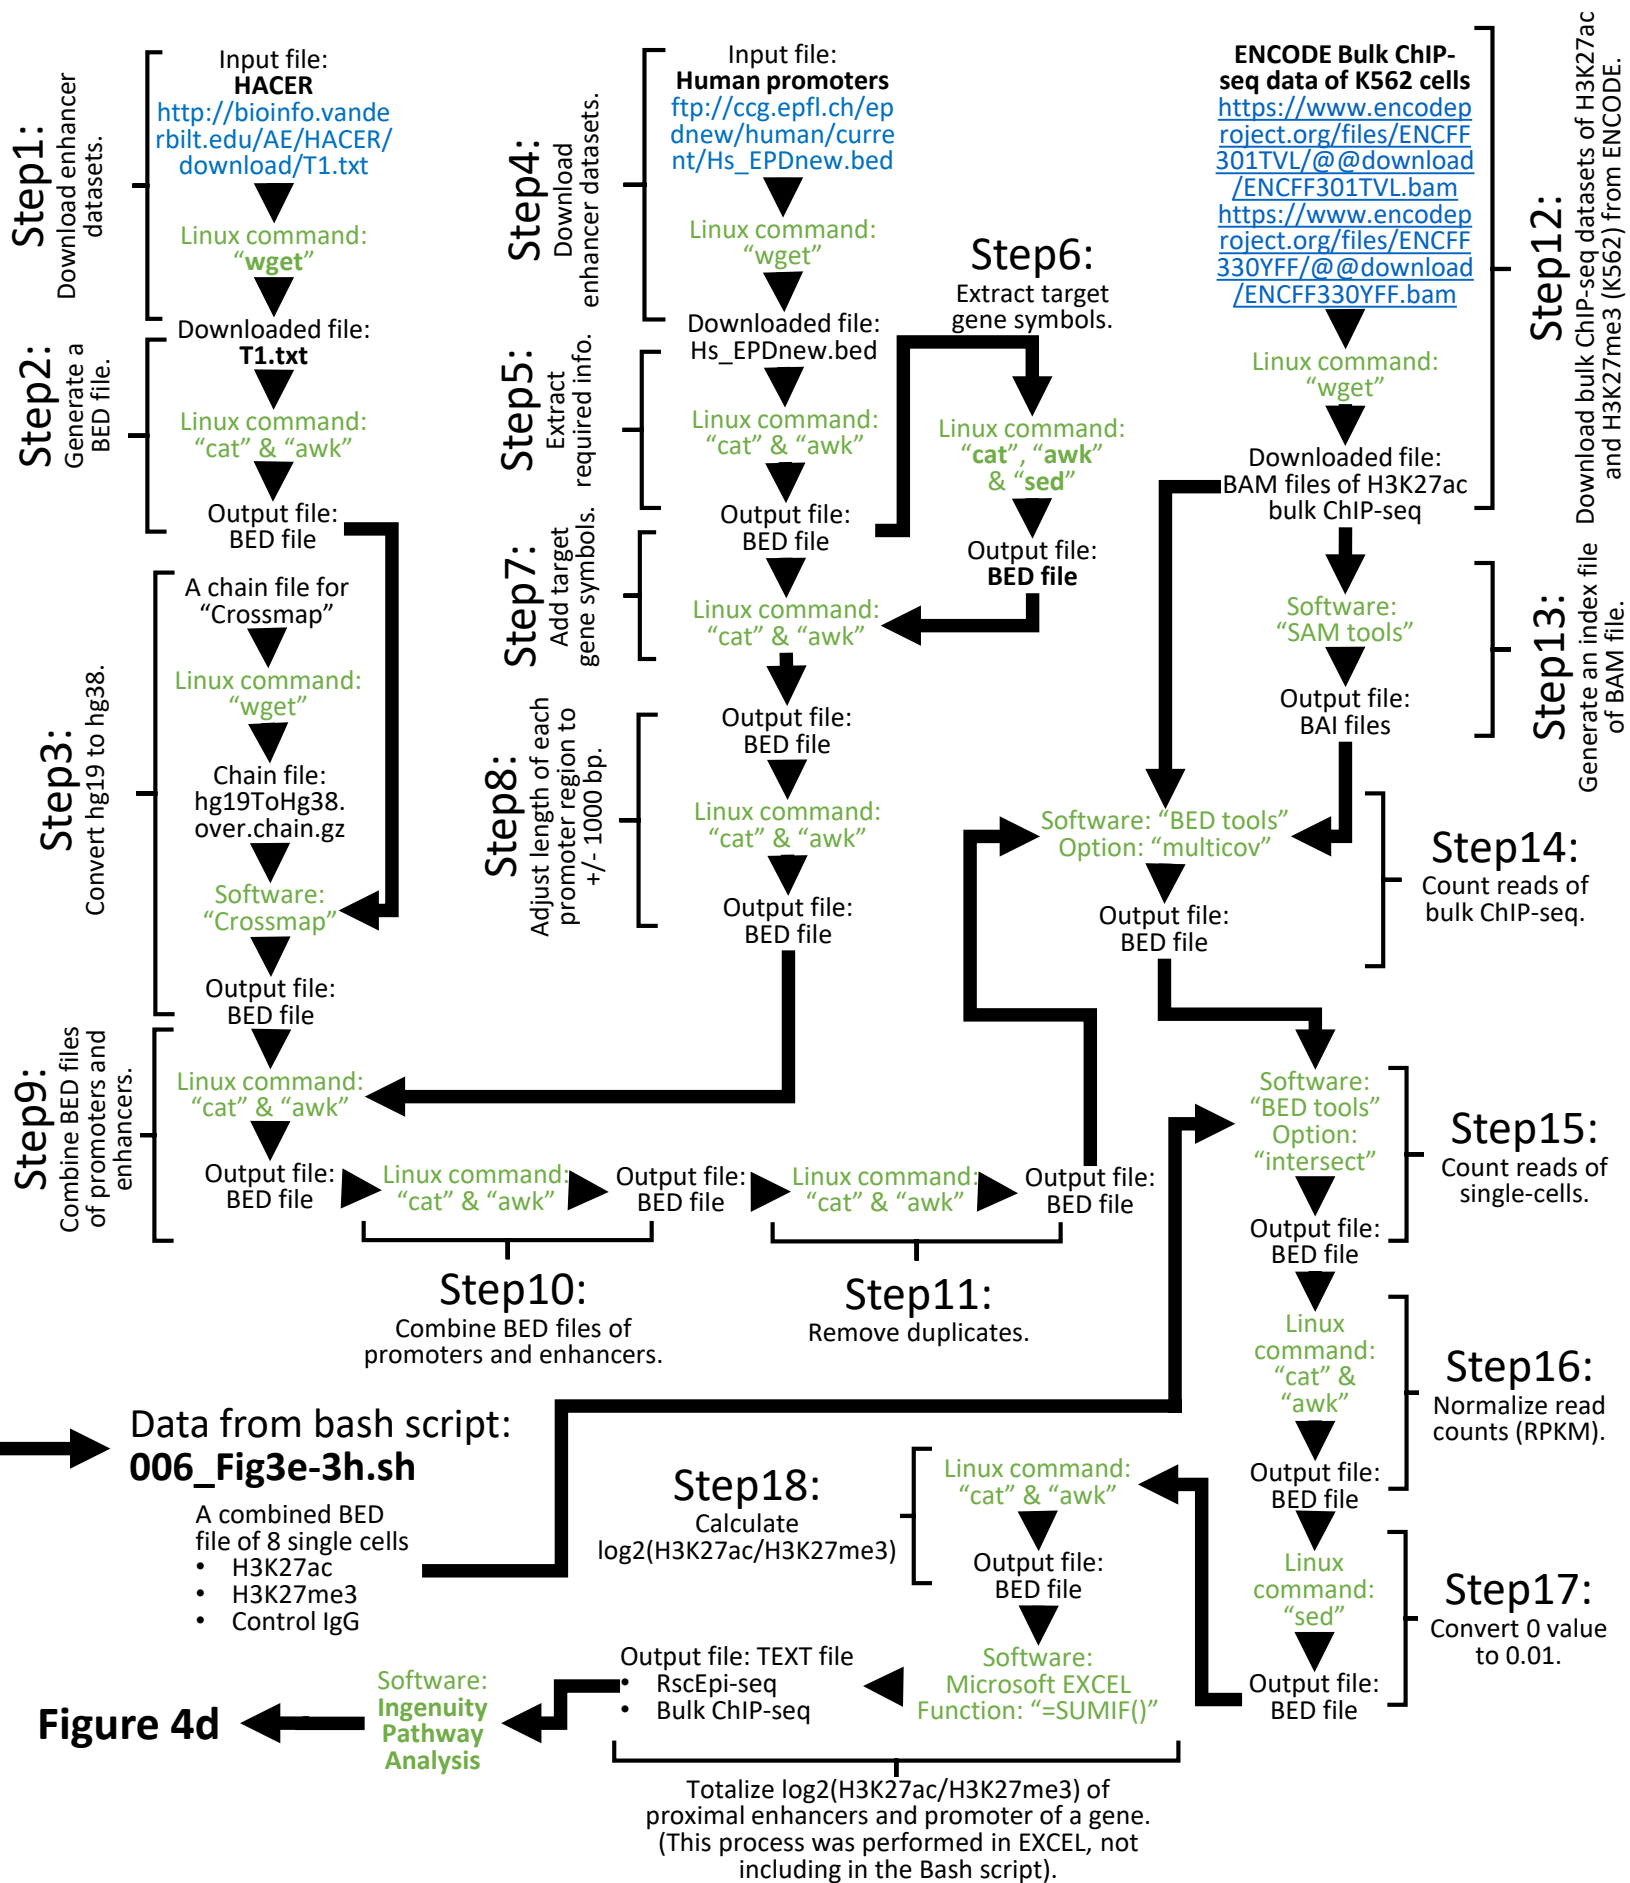 Step1:
Download enhancer
datasets.
Input file:
HACER
http://bioinfo.vande
rbilt.edu/AE/HACER/
download/T1.txt
Linux command:
“wget”
Downloaded file:
T1.txt
Step2:
Generate a
BED file.
Linux command:
“cat” & “awk”
Output file:
BED file
Step3:
Convert hg19 to hg38.
A chain file for
“Crossmap”
Linux command:
“wget”
Chain file:
hg19ToHg38.
over.chain.gz
Software:
“Crossmap”
Output file:
BED file
Step4:
Download
enhancer datasets.
Input file:
Human promoters
ftp://ccg.epfl.ch/ep
dnew/human/curre
nt/Hs_EPDnew.bed
Linux command:
“wget”
Downloaded file:
Hs_EPDnew.bed
Step5:
Extract
required info.
Linux command:
“cat” & “awk”
Output file:
BED file
Step6:
Extract target
gene symbols.
Linux command:
“cat”, “awk”
& “sed”
Output file:
BED file
Step7:
Add target
gene symbols.
Linux command:
“cat” & “awk”
Output file:
BED file
Step8:
Adjust length of each
promoter region to
+/- 1000 bp.
Linux command:
“cat” & “awk”
Output file:
BED file
Step9:
Combine BED files
of promoters and
enhancers.
Linux command:
“cat” & “awk”
Output file:
BED file
Linux command:
“cat” & “awk”
Output file:
BED file
Step10:
Combine BED files of
promoters and enhancers.
Linux command:
“cat” & “awk”
Output file:
BED file
Step11:
Remove duplicates.
ENCODE Bulk ChIP-
seq data of K562 cells
https://www.encodep
roject.org/files/ENCFF
301TVL/@@download
/ENCFF301TVL.bam
https://www.encodep
roject.org/files/ENCFF
330YFF/@@download
/ENCFF330YFF.bam
Step12:
Download bulk ChIP-seq datasets of H3K27ac
and H3K27me3 (K562) from ENCODE.
Linux command:
“wget”
Downloaded file:
BAM files of H3K27ac
bulk ChIP-seq
Step13:
Generate an index file
of BAM file.
Software:
“SAM tools”
Output file:
BAI files
Software: “BED tools”
Option: “multicov”
Output file:
BED file
Step14:
Count reads of
bulk ChIP-seq.
Software:
“BED tools”
Option:
“intersect”
Output file:
BED file
Step15:
Count reads of
single-cells.
Linux
command:
“cat” &
“awk”
Output file:
BED file
Step16:
Normalize read
counts (RPKM).
Linux
command:
“sed”
Output file:
BED file
Step17:
Convert 0 value
to 0.01.
Data from bash script:
006_Fig3e-3h.sh
A combined BED
file of 8 single cells
• H3K27ac
• H3K27me3
• Control IgG
Step18:
Calculate
log2(H3K27ac/H3K27me3)
Linux command:
“cat” & “awk”
Output file:
BED file
Software:
Microsoft EXCEL
Function: “=SUMIF()”
Output file: TEXT file
• RscEpi-seq
• Bulk ChIP-seq
Totalize log2(H3K27ac/H3K27me3) of
proximal enhancers and promoter of a gene.
(This process was performed in EXCEL, not
including in the Bash script).
Software:
Ingenuity
Pathway
Analysis
Figure 4d